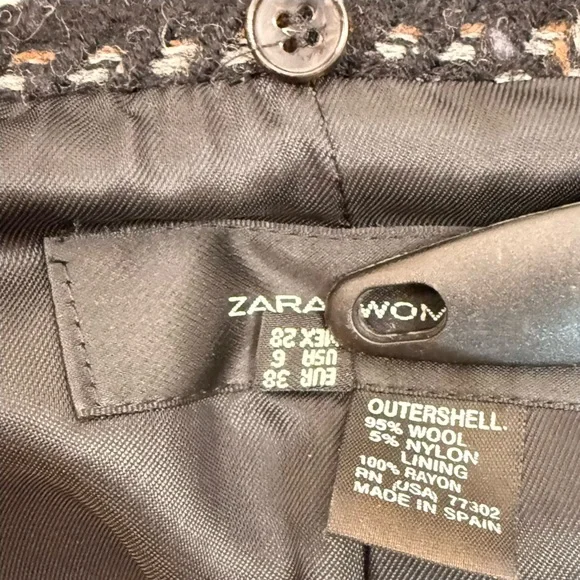 ZARA WOM
EUR 38
USA 6
MEX 28
OUTERSHELL.
95% WOOL
5% NYLON
LINING
100% RAYON
RN (USA) 77302
MADE IN SPAIN